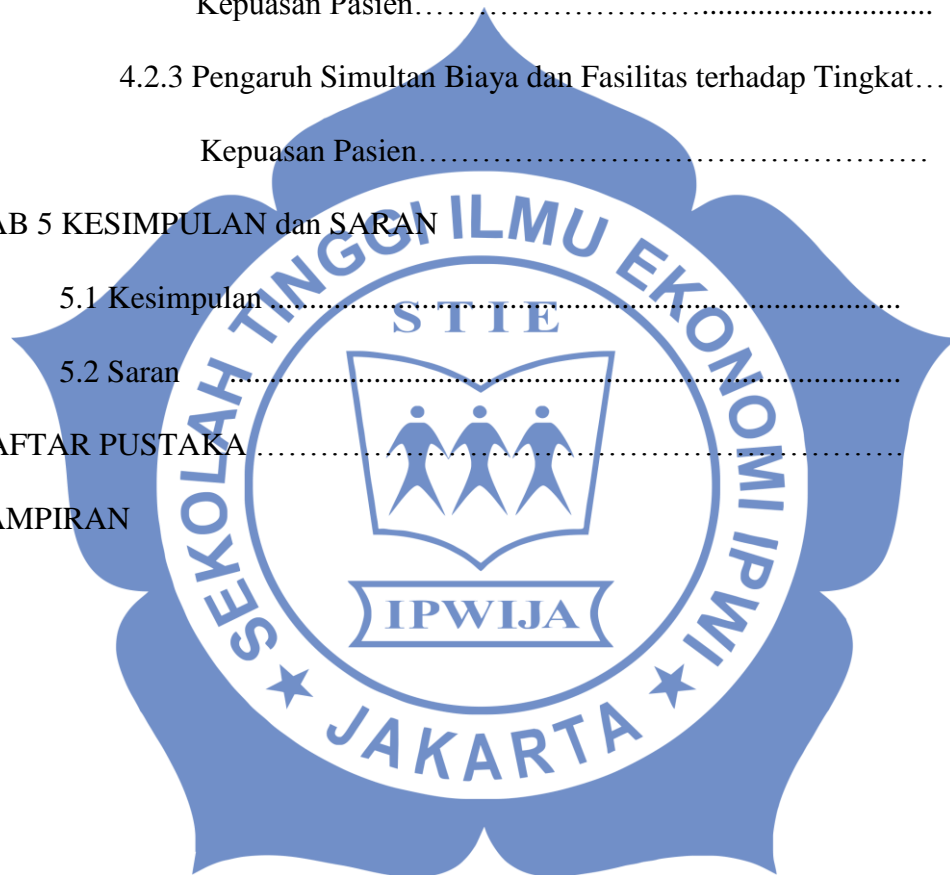 Kepuasan Pasien……………………….............................
4.2.3 Pengaruh Simultan Biaya dan Fasilitas terhadap Tingkat…
Kepuasan Pasien…………………………………………
AB 5 KESIMPULAN dan SARAN
5.1 Kesimpulan ...............................................................................
5.2 Saran ....................................................................................
AFTAR PUSTAKA …………………………………………………….
AMPIRAN
SEKOLAH TINGGI ILMU EKONOMI IPWI
STIE
IPWIJA
★ JAKARTA ★